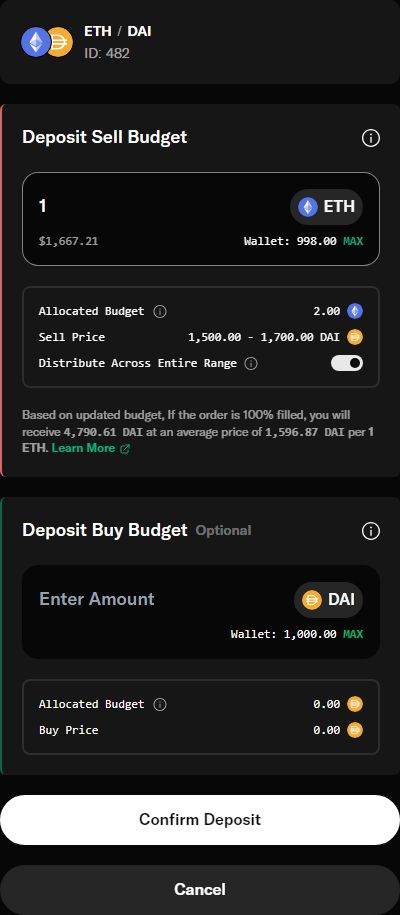 ETH / DAI
ID: 482
Deposit Sell Budget
1
ETH
$1,667.21
Wallet: 998.00 MAX
Allocated Budget
2.00
Sell Price
1,500.00 - 1,700.00 DAI
Distribute Across Entire Range
Based on updated budget, If the order is 100% filled, you will
receive 4,790.61 DAI at an average price of 1,596.87 DAI per 1
ETH. Learn More
Deposit Buy Budget Optional
Enter Amount
DAI
Wallet: 1,000.00 MAX
Allocated Budget
0.00
Buy Price
0.00
Confirm Deposit
Cancel